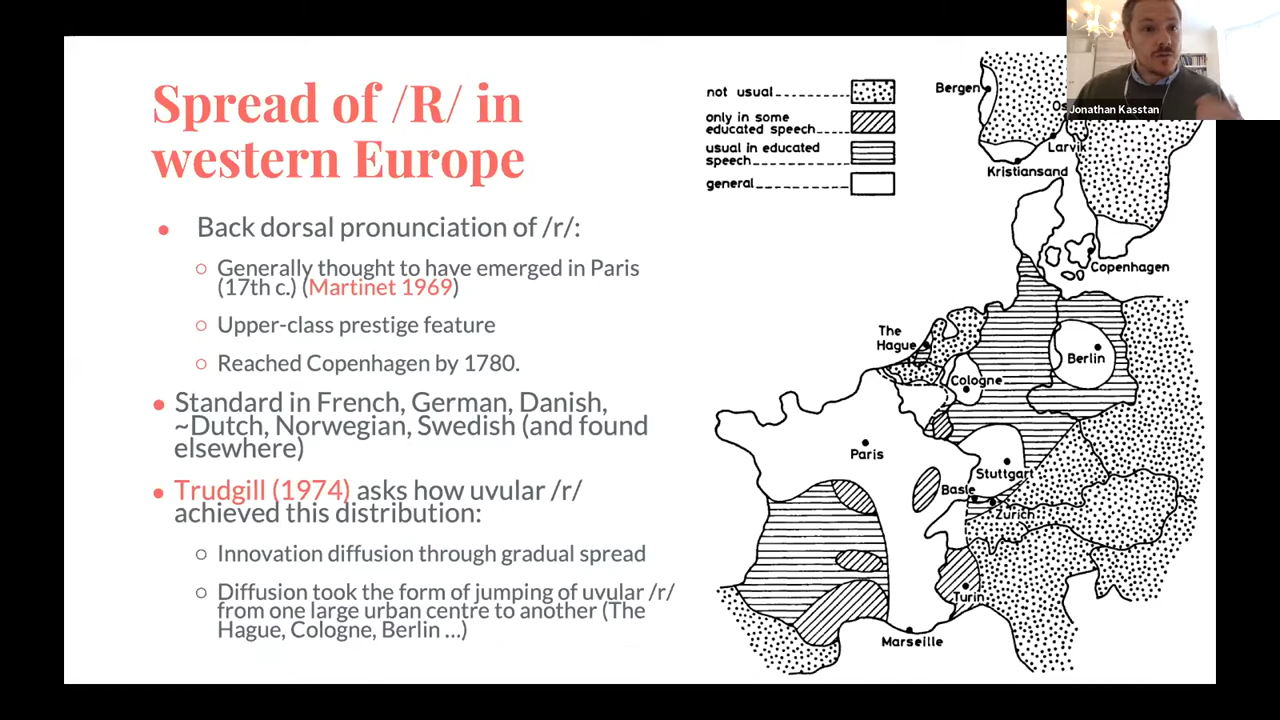 Spread of /R/ in
western Europe
● Back dorsal pronunciation of /r/:
○ Generally thought to have emerged in Paris
(17th c.) (Martinet 1969)
○ Upper-class prestige feature
○ Reached Copenhagen by 1780.
● Standard in French, German, Danish,
~Dutch, Norwegian, Swedish (and found
elsewhere)
● Trudgill (1974) asks how uvular /r/
achieved this distribution:
○ Innovation diffusion through gradual spread
○ Diffusion took the form of jumping of uvular /r/
from one large urban centre to another (The
Hague, Cologne, Berlin ...)
not usual
only in some
educated speech
usual in educated
speech
general
Bergen
Larvik
Kristiansand
Copenhagen
The
Hague
Berlin
Cologne
Paris
Stuttgart
Basle
Zurich
Turin
Marseille
Jonathan Kasstan